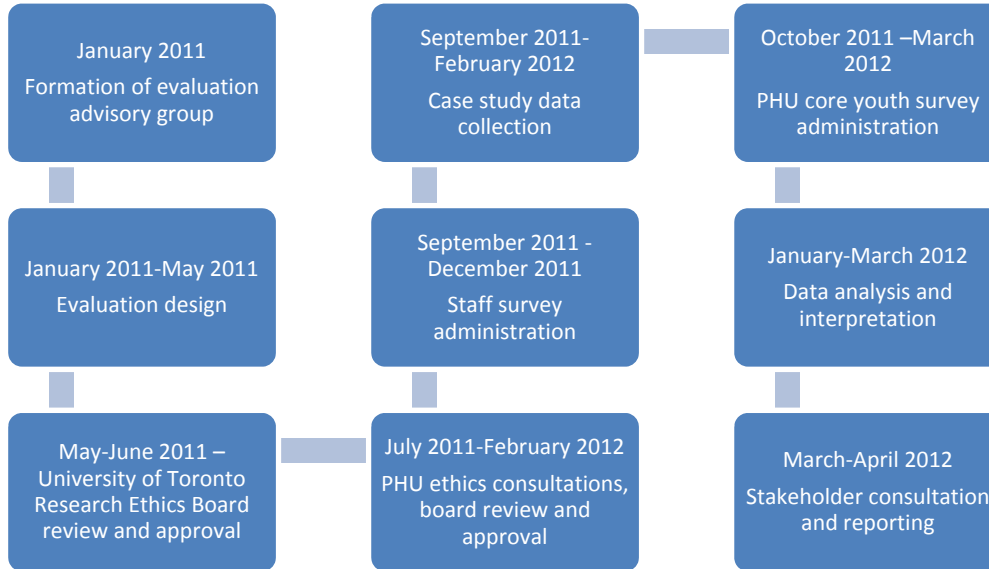 January 2011
Formation of evaluation
advisory group
January 2011-May 2011
Evaluation design
May-June 2011 –
University of Toronto
Research Ethics Board
review and approval
July 2011-February 2012
PHU ethics consultations,
board review and
approval
September 2011 -
December 2011
Staff survey
administration
September 2011-
February 2012
Case study data
collection
October 2011 –March
2012
PHU core youth survey
administration
January-March 2012
Data analysis and
interpretation
March-April 2012
Stakeholder consultation
and reporting